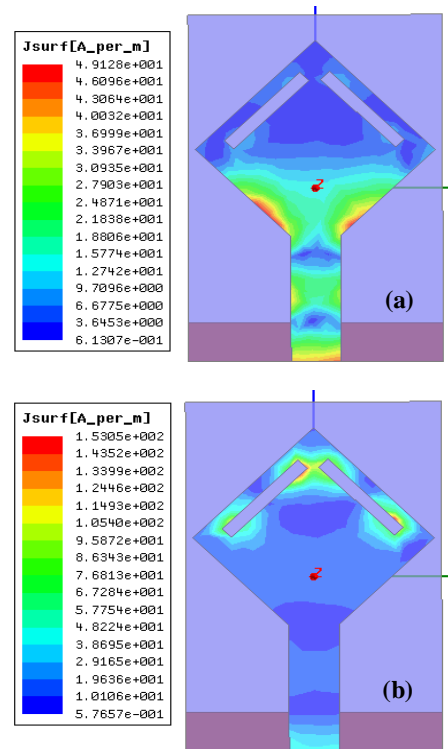 Jsurf[A_per_m]
4.9128e+001
4.6096e+001
4.3064e+001
4.0032e+001
3.6999e+001
3.3967e+001
3.0935e+001
2.7903e+001
2.4871e+001
2.1838e+001
1.8806e+001
1.5774e+001
1.2742e+001
9.7096e+000
6.6775e+000
3.6453e+000
6.1307e-001
Z
(a)
Jsurf[A_per_m]
1.5305e+002
1.4352e+002
1.3399e+002
1.2446e+002
1.1493e+002
1.0540e+002
9.5872e+001
8.6343e+001
7.6813e+001
6.7284e+001
5.7754e+001
4.8224e+001
3.8695e+001
2.9165e+001
1.9636e+001
1.0106e+001
5.7657e-001
Z
(b)